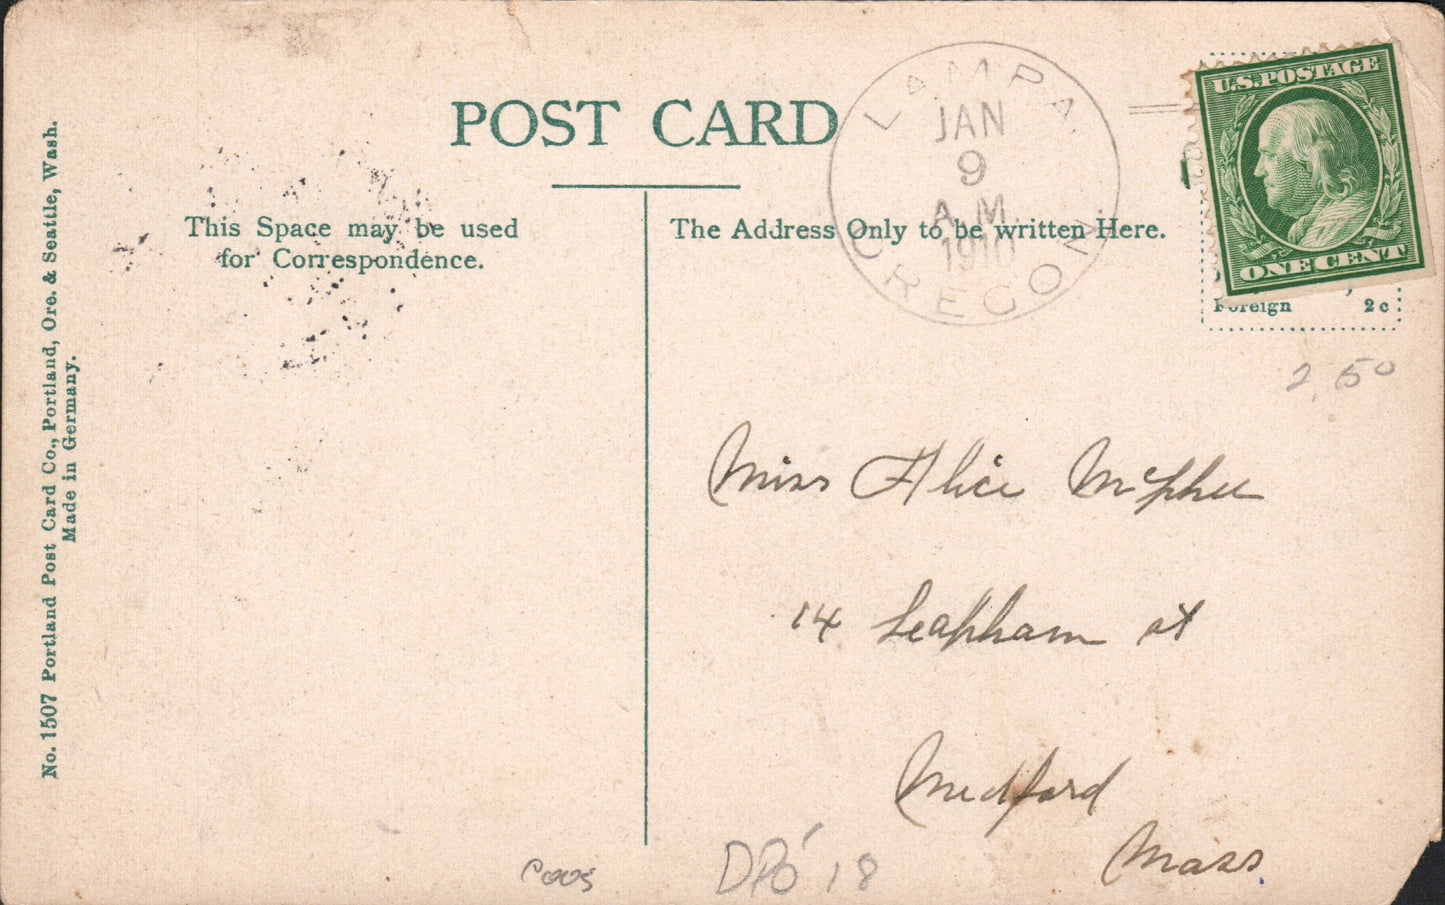 POST CARD
This Space may be used
for Correspondence.
The Address Only to be written Here.
LAMPA
JAN
9
A.M.
1910
OREGON
U.S.POSTAGE
ONE CENT
Foreign 2c
2,50
Miss Alice McPhee
14 Leapham st
Medford
Mass.
Coos
DPO '18
No. 1507 Portland Post Card Co., Portland, Ore. & Seattle, Wash.
Made in Germany.